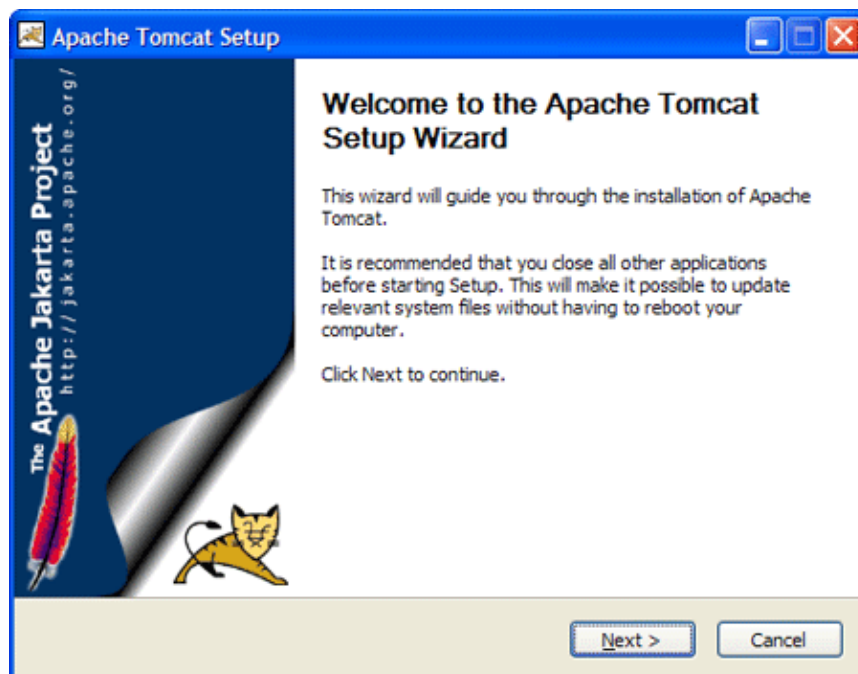 Apache Tomcat Setup
The Apache Jakarta Project
http://jakarta.apache.org/
Welcome to the Apache Tomcat
Setup Wizard
This wizard will guide you through the installation of Apache
Tomcat.
It is recommended that you close all other applications
before starting Setup. This will make it possible to update
relevant system files without having to reboot your
computer.
Click Next to continue.
Next >
Cancel